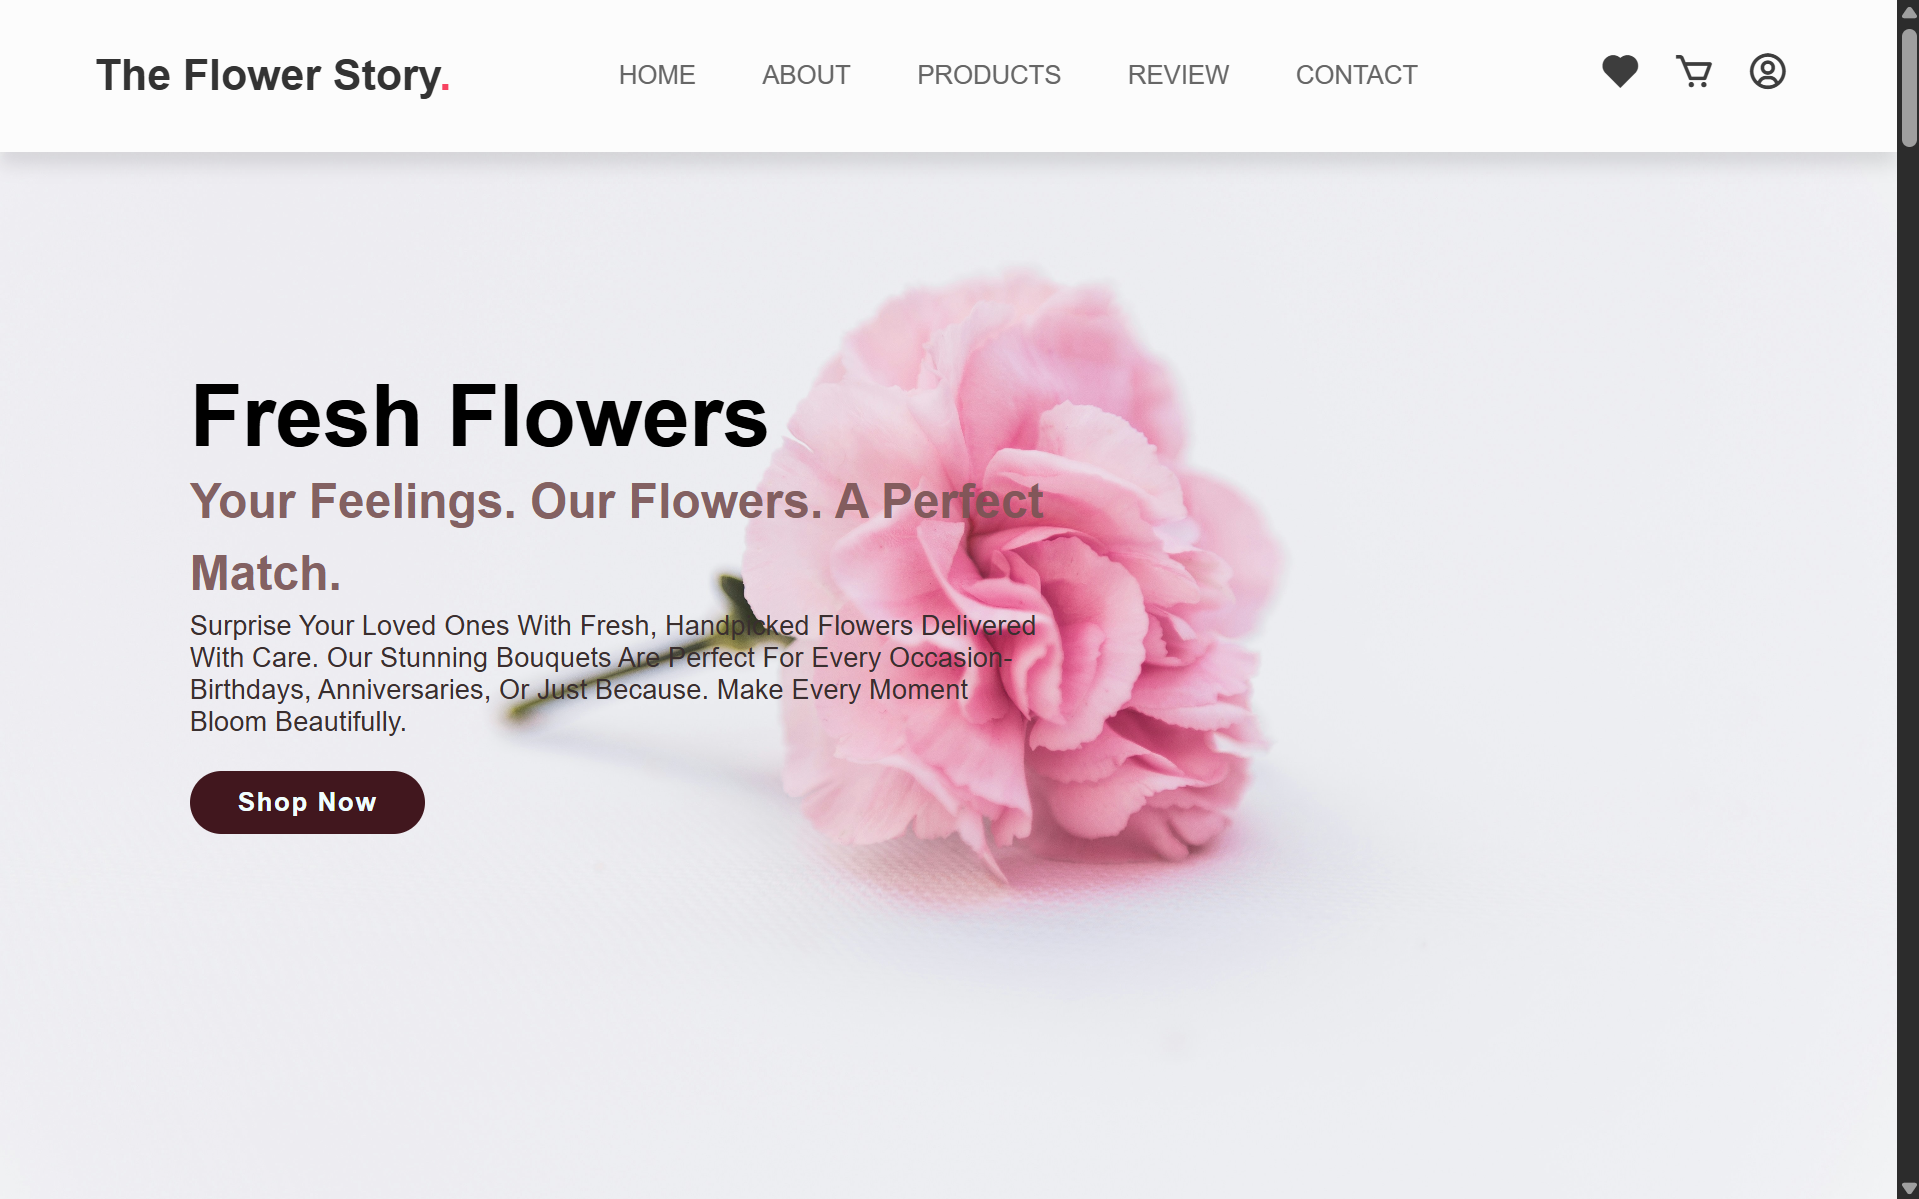 The Flower Story.
HOME ABOUT PRODUCTS REVIEW CONTACT
Fresh Flowers
Your Feelings. Our Flowers. A Perfect
Match.
Surprise Your Loved Ones With Fresh, Handpicked Flowers Delivered
With Care. Our Stunning Bouquets Are Perfect For Every Occasion-
Birthdays, Anniversaries, Or Just Because. Make Every Moment
Bloom Beautifully.
Shop Now